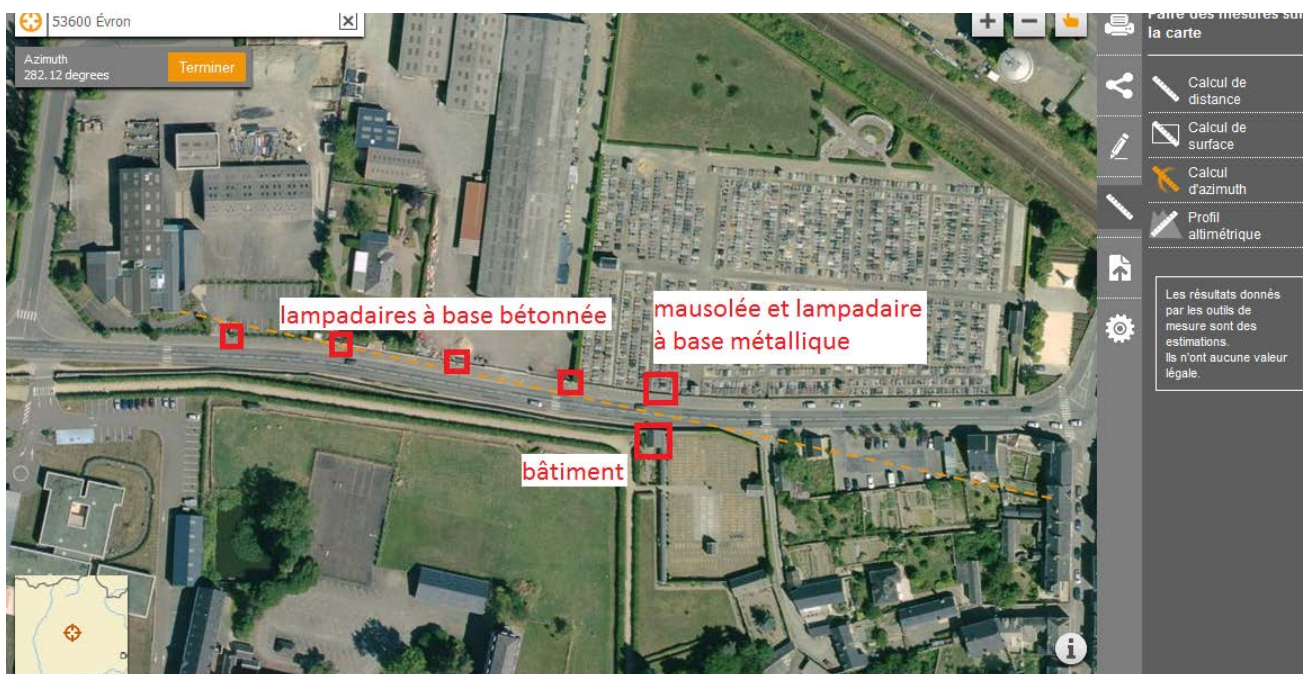 53600 Évron
Azimuth
282.12 degrees
Terminer
lampadaires à base bétonnée
mausolée et lampadaire
à base métallique
bâtiment
Faire des mesures sur
la carte
Calcul de
distance
Calcul de
surface
Calcul
d'azimuth
Profil
altimétrique
Les résultats donnés
par les outils de
mesure sont des
estimations.
Ils n'ont aucune valeur
légale.